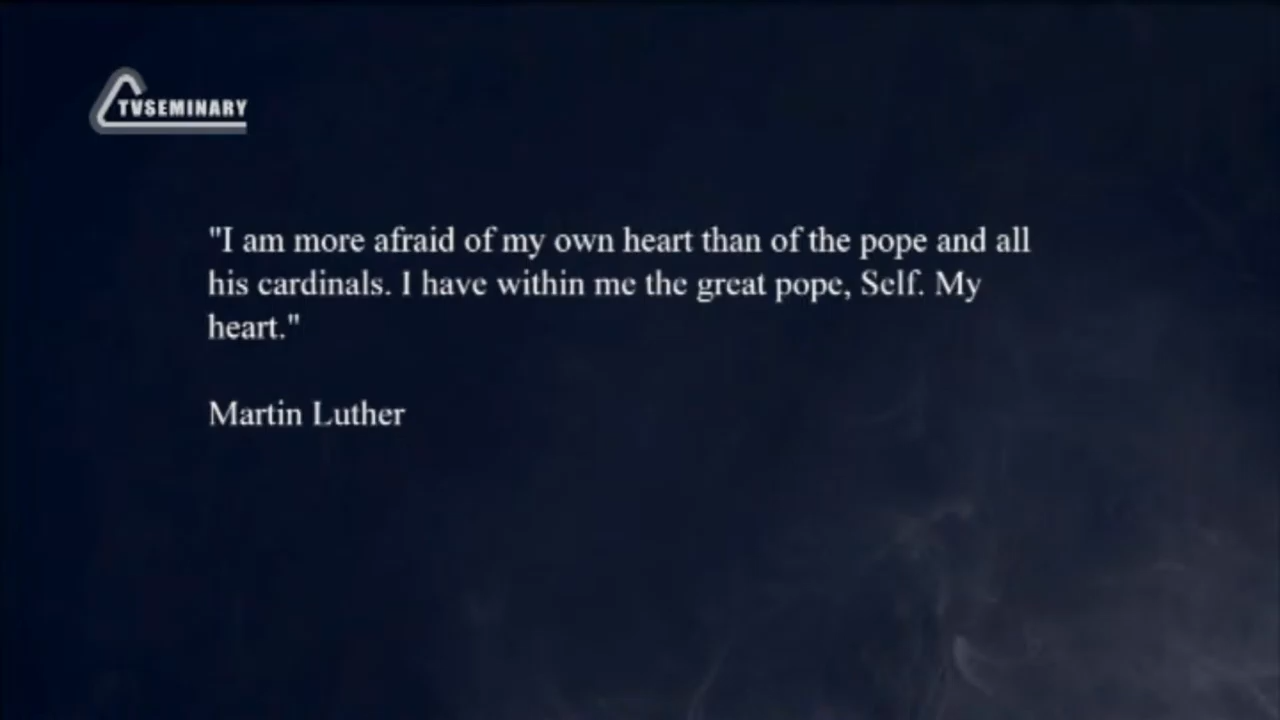 TVSEMINARY
"I am more afraid of my own heart than of the pope and all
his cardinals. I have within me the great pope, Self. My
heart."
Martin Luther